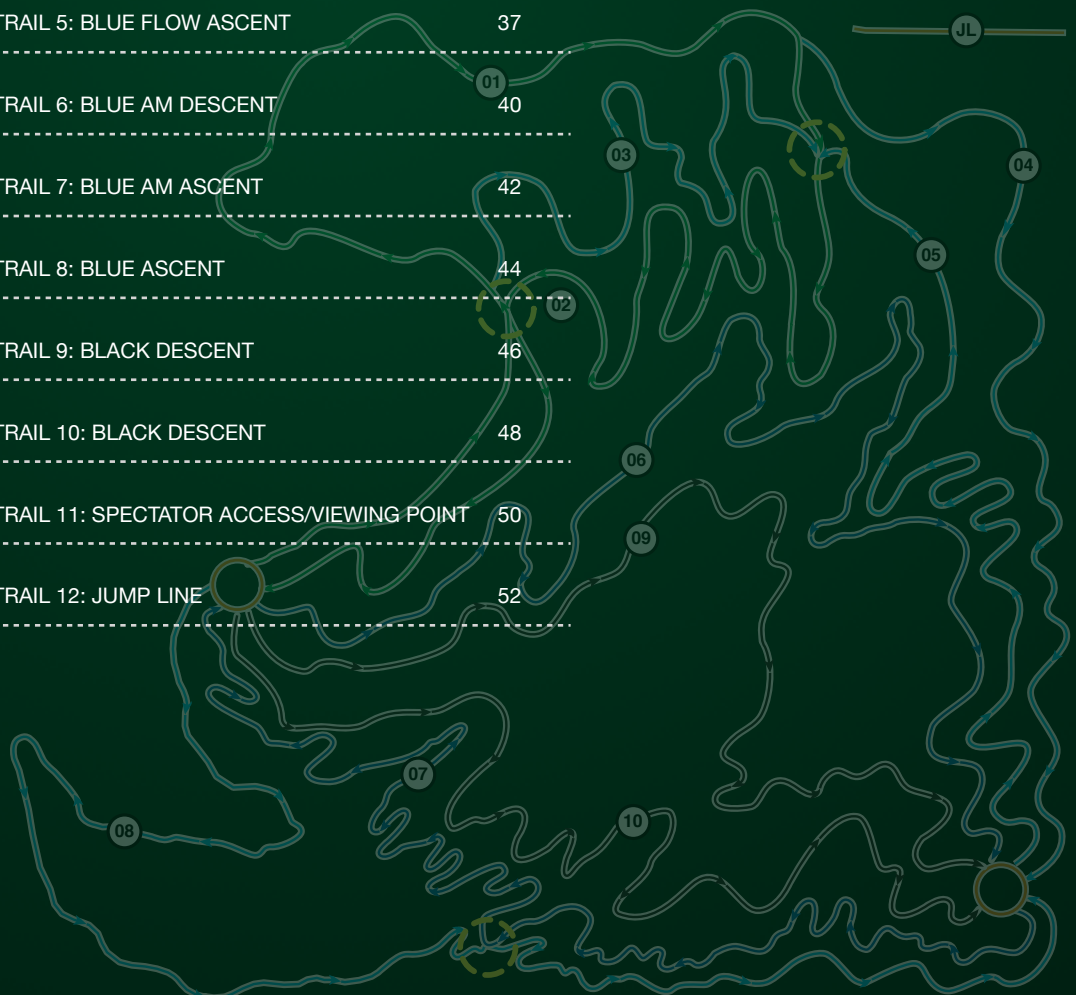 TRAIL 5: BLUE FLOW ASCENT 37
JL
01
TRAIL 6: BLUE AM DESCENT 40
03
04
TRAIL 7: BLUE AM ASCENT 42
05
TRAIL 8: BLUE ASCENT 44
02
TRAIL 9: BLACK DESCENT 46
TRAIL 10: BLACK DESCENT 48
06
TRAIL 11: SPECTATOR ACCESS/VIEWING POINT 50
09
TRAIL 12: JUMP LINE 52
07
10
08